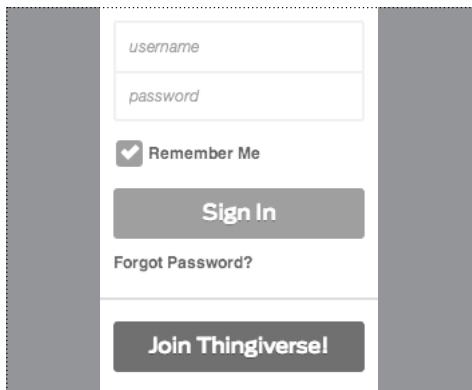 username
password
Remember Me
Sign In
Forgot Password?
Join Thingiverse!